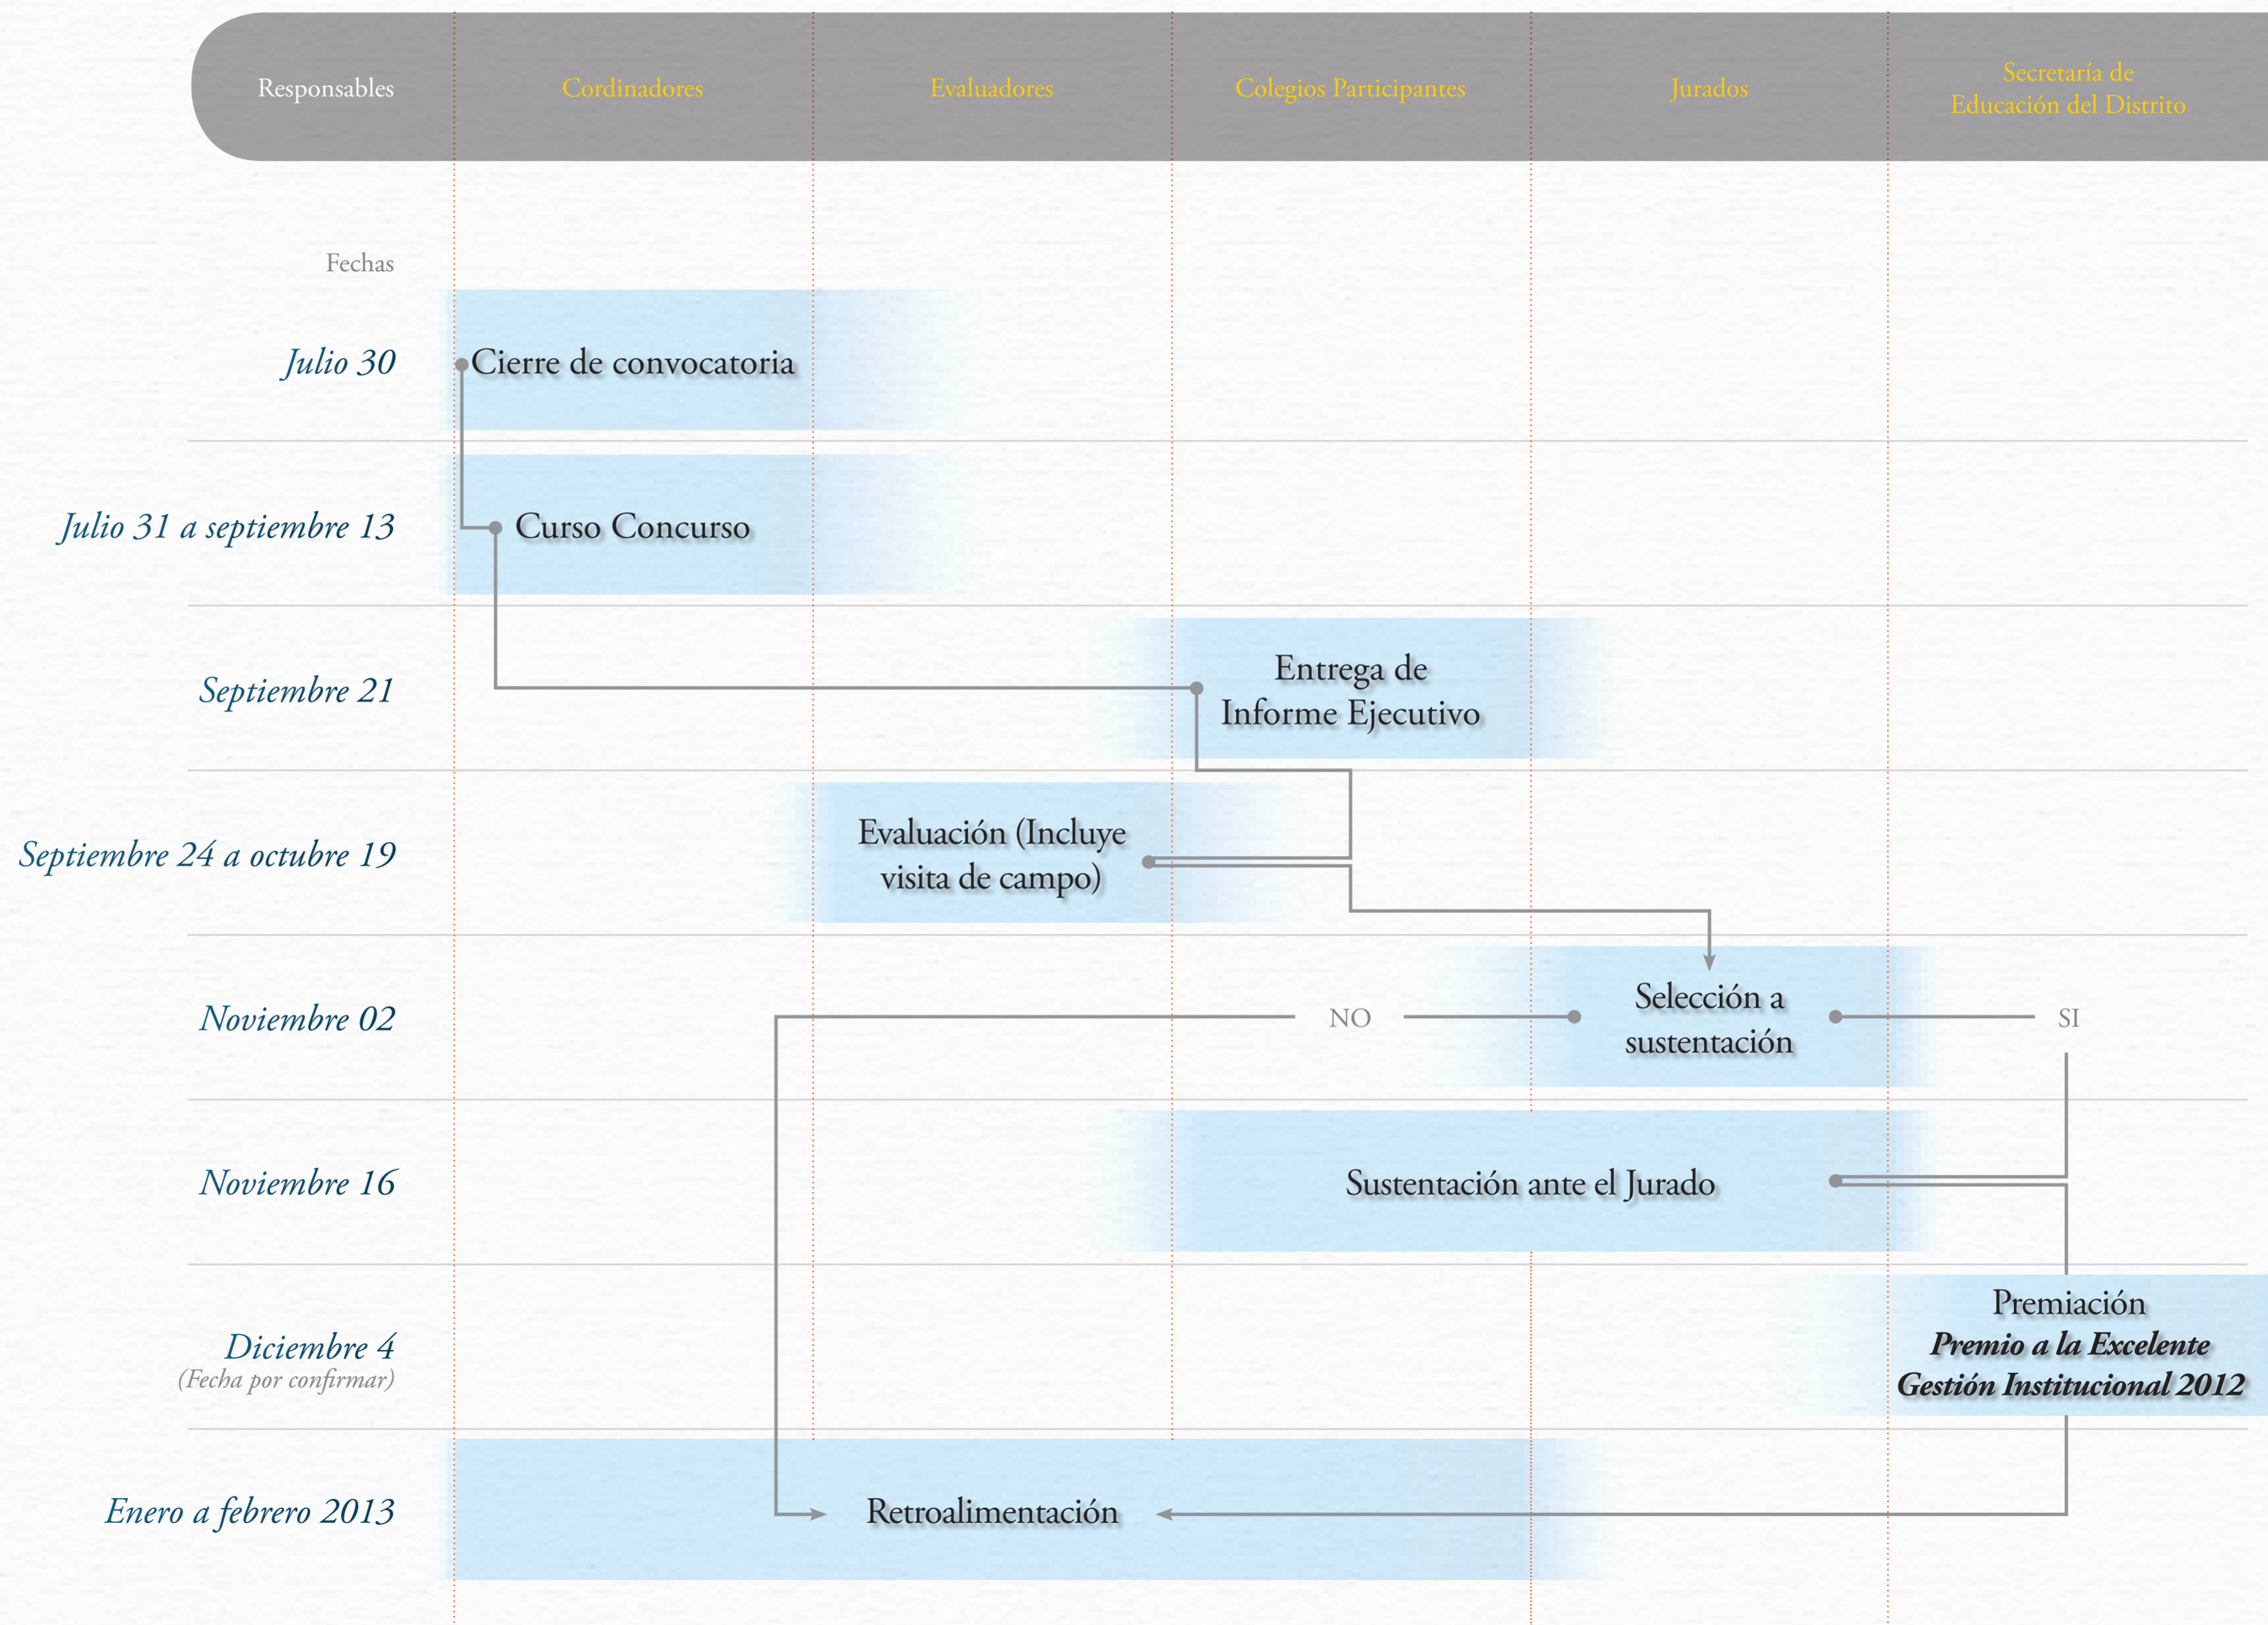 Responsables
Cordinadores
Evaluadores
Colegios Participantes
Jurados
Secretaría de
Educación del Distrito
Fechas
Julio 30
Cierre de convocatoria
Julio 31 a septiembre 13
Curso Concurso
Septiembre 21
Entrega de
Informe Ejecutivo
Septiembre 24 a octubre 19
Evaluación (Incluye
visita de campo)
Noviembre 02
NO
Selección a
sustentación
SI
Noviembre 16
Sustentación ante el Jurado
Diciembre 4
(Fecha por confirmar)
Premiación
Premio a la Excelente
Gestión Institucional 2012
Enero a febrero 2013
Retroalimentación